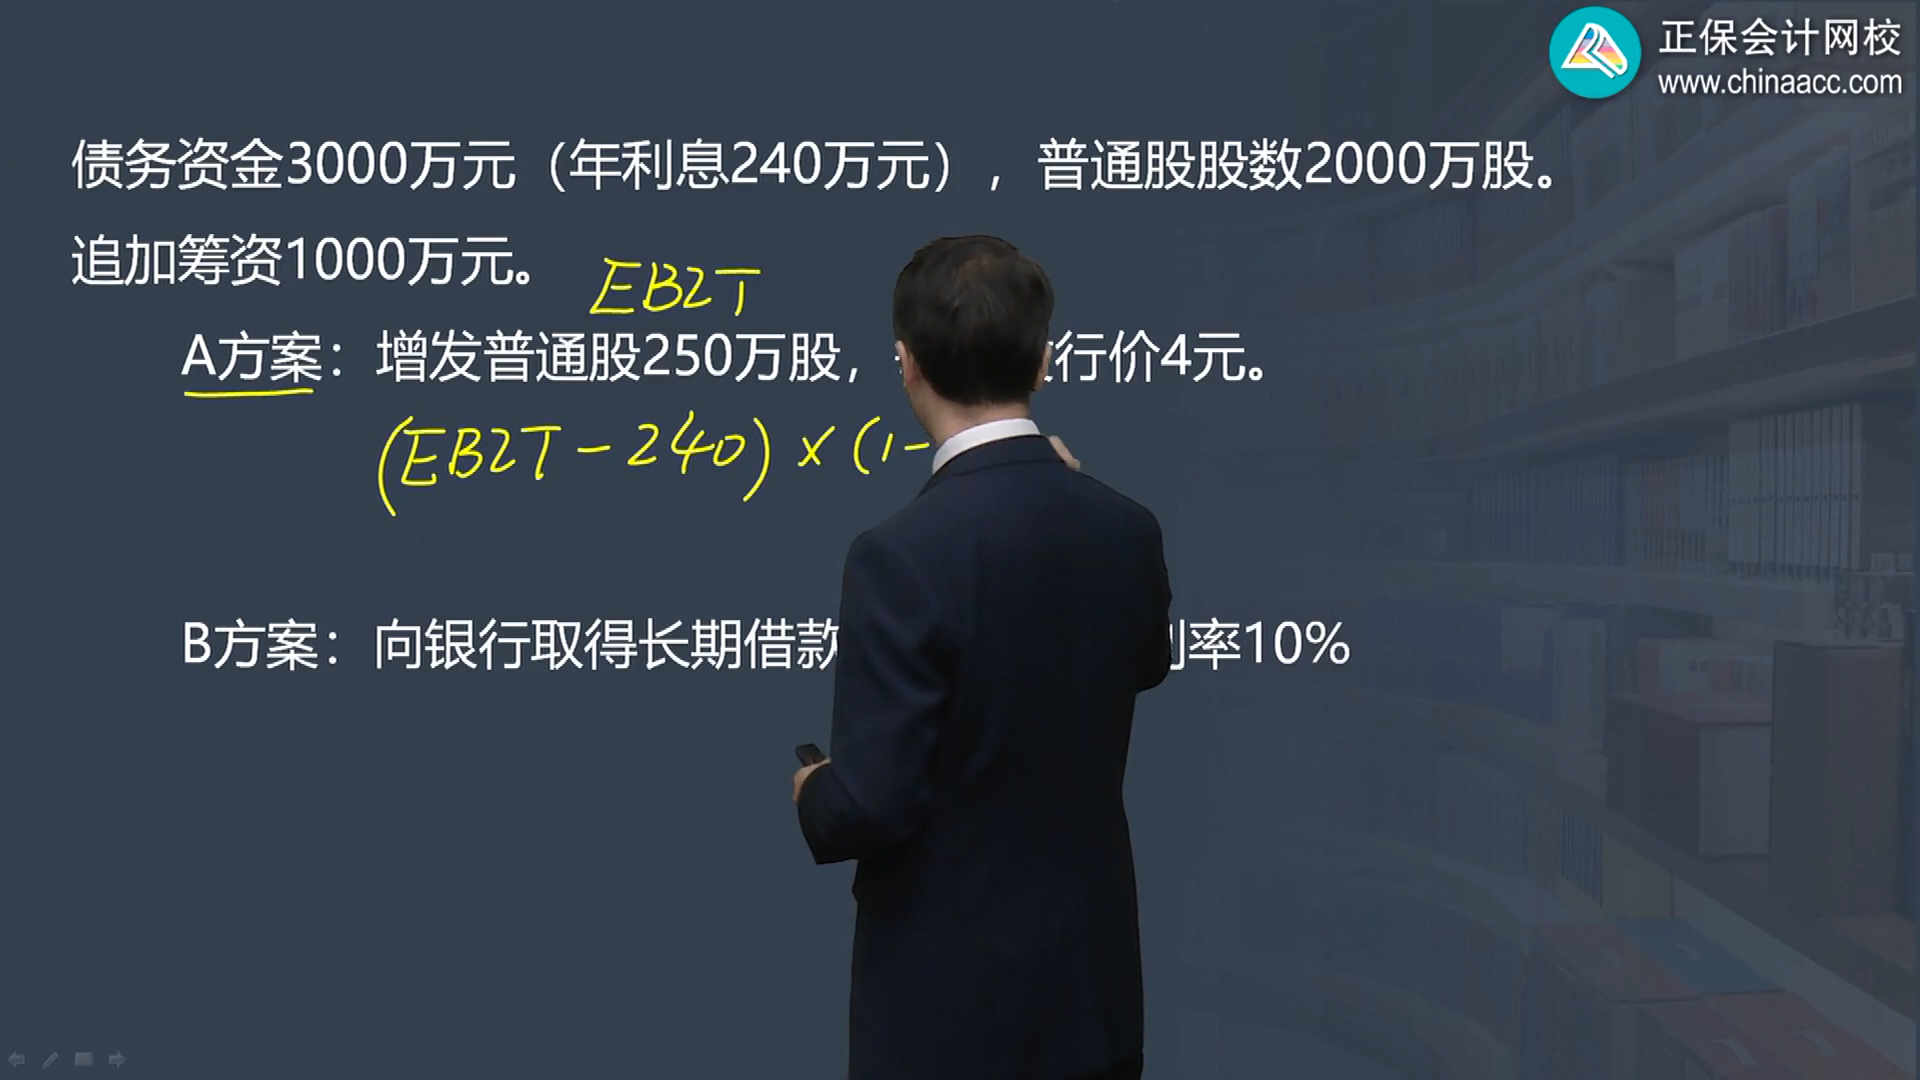 正保会计网校
www.chinaacc.com
债务资金3000万元（年利息240万元），普通股股数2000万股。
追加筹资1000万元。
EBIT
A方案：增发普通股250万股，行价4元。
(EBIT-240)×(1-
B方案：向银行取得长期借款 率10%